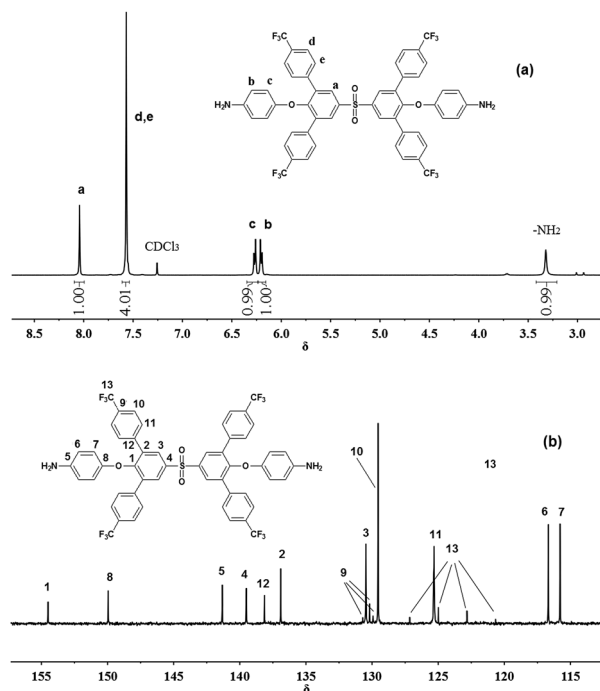 CF₃
d
e
CF₃
(a)
b
c
a
H₂N
O
S
O
O
O
NH₂
CF₃
CF₃
d,e
a
CDCl₃
c
b
-NH₂
1.00
4.01
0.99
1.00
0.99
8.5 8.0 7.5 7.0 6.5 6.0 5.5 5.0 4.5 4.0 3.5 3.0
δ
13
F₃C
9
10
11
CF₃
(b)
6
7
12
2
3
H₂N
5
8
O
1
4
O
S
O
O
NH₂
CF₃
CF₃
10
13
6
7
3
11
13
2
9
5
4
12
8
1
155 150 145 140 135 130 125 120 115
δ